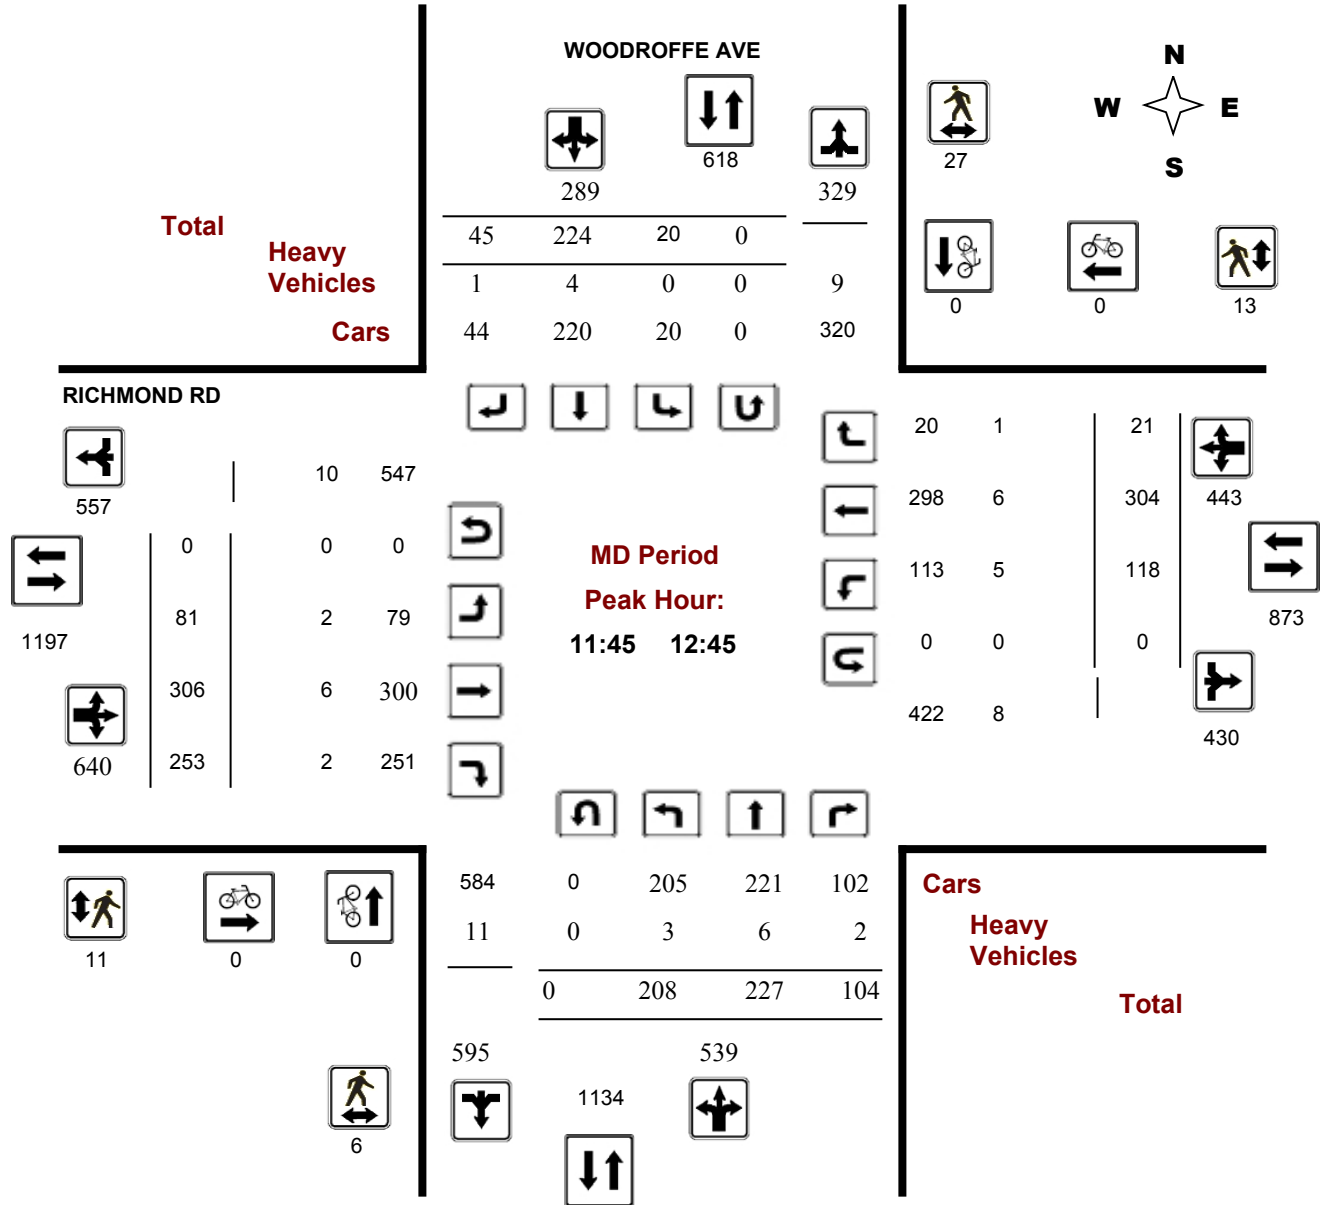 WOODROFFE AVE
N
W E
S
618
27
289 329
Total
45 224 20 0
Heavy
Vehicles
1 4 0 0 9
0 0 13
Cars
44 220 20 0 320
RICHMOND RD
20 1 21
10 547
557
298 6 304 443
0 0 0
MD Period
113 5 118
Peak Hour:
81 2 79
873
1197
11:45 12:45
0 0 0
306 6 300
422 8
430
640 253 2 251
584 0 205 221 102
Cars
11 0 3 6 2
Heavy
Vehicles
11 0 0
0 208 227 104
Total
595 539
1134
6